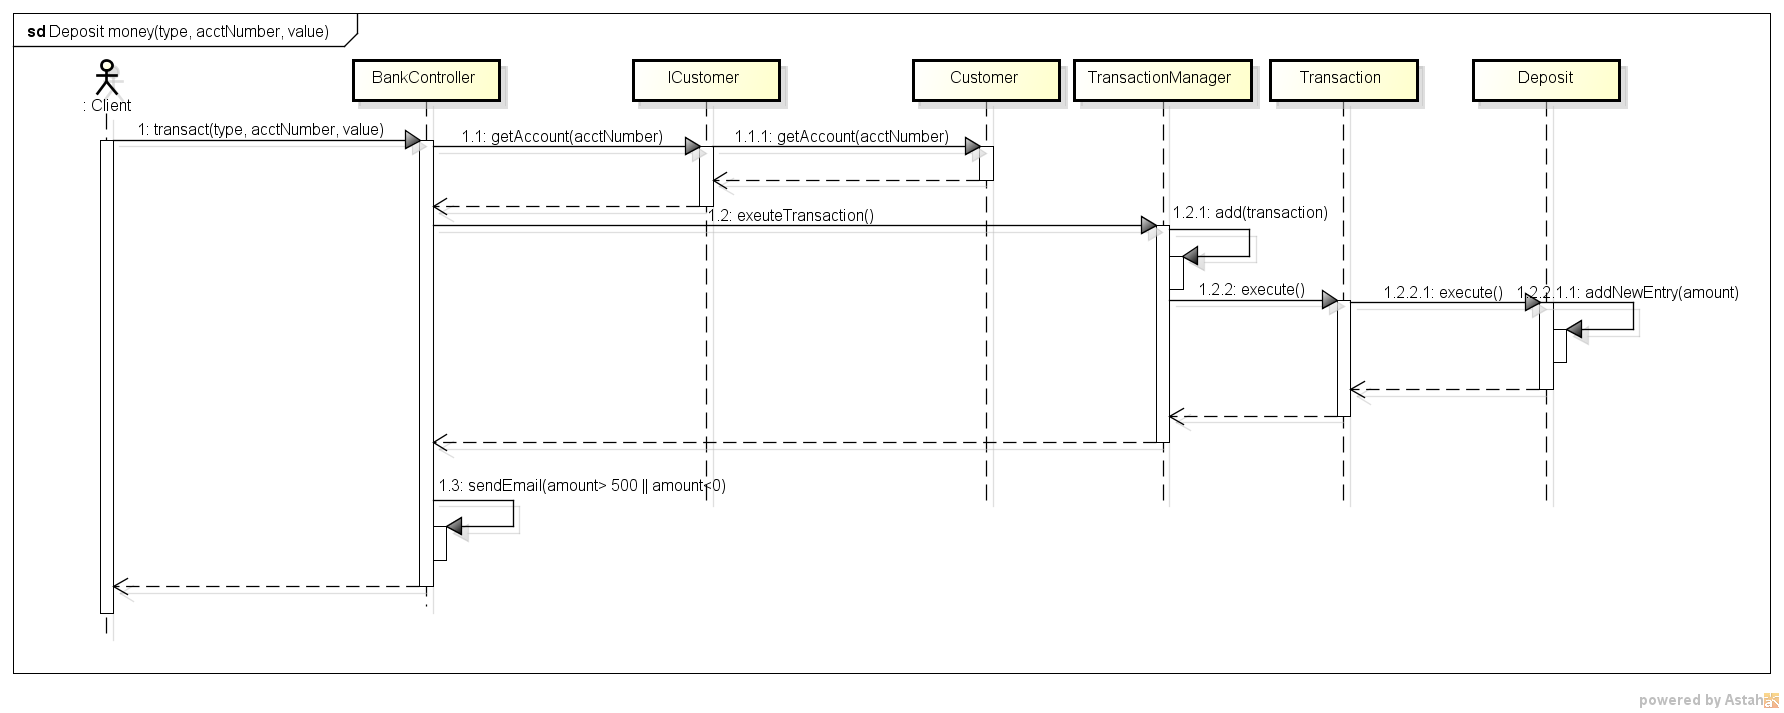 sd Deposit money(type, acctNumber, value)
: Client
BankController
ICustomer
Customer
TransactionManager
Transaction
Deposit
1: transact(type, acctNumber, value)
1.1: getAccount(acctNumber)
1.1.1: getAccount(acctNumber)
1.2: exeuteTransaction()
1.2.1: add(transaction)
1.2.2: execute()
1.2.2.1: execute()
1.2.2.1.1: addNewEntry(amount)
1.3: sendEmail(amount> 500 || amount<0)
powered by Astah